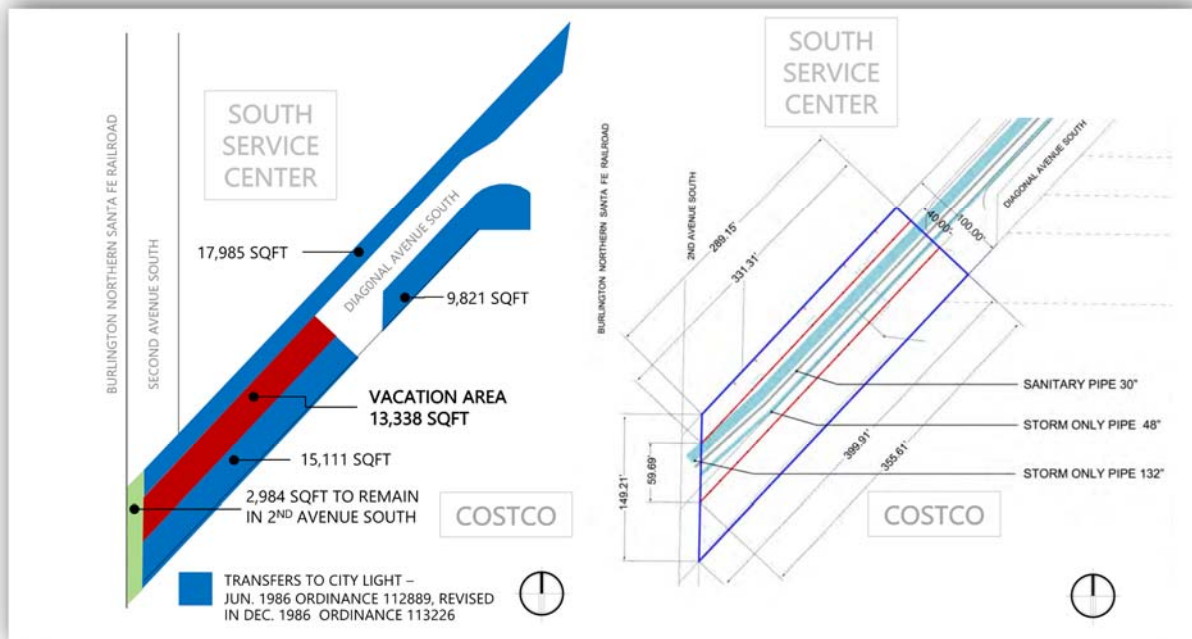 BURLINGTON NORTHERN SANTA FE RAILROAD
SECOND AVENUE SOUTH
SOUTH
SERVICE
CENTER
17,985 SQFT
DIAGONAL AVENUE SOUTH
9,821 SQFT
VACATION AREA
13,338 SQFT
15,111 SQFT
2,984 SQFT TO REMAIN
IN 2ND AVENUE SOUTH
COSTCO
TRANSFERS TO CITY LIGHT –
JUN. 1986 ORDINANCE 112889, REVISED
IN DEC. 1986 ORDINANCE 113226
SOUTH
SERVICE
CENTER
BURLINGTON NORTHERN SANTA FE RAILROAD
2ND AVENUE SOUTH
289.15'
331.31'
40.00'
100.00'
DIAGONAL AVENUE SOUTH
SANITARY PIPE 30"
STORM ONLY PIPE 48"
STORM ONLY PIPE 132"
399.91'
355.61'
59.69'
149.21'
COSTCO